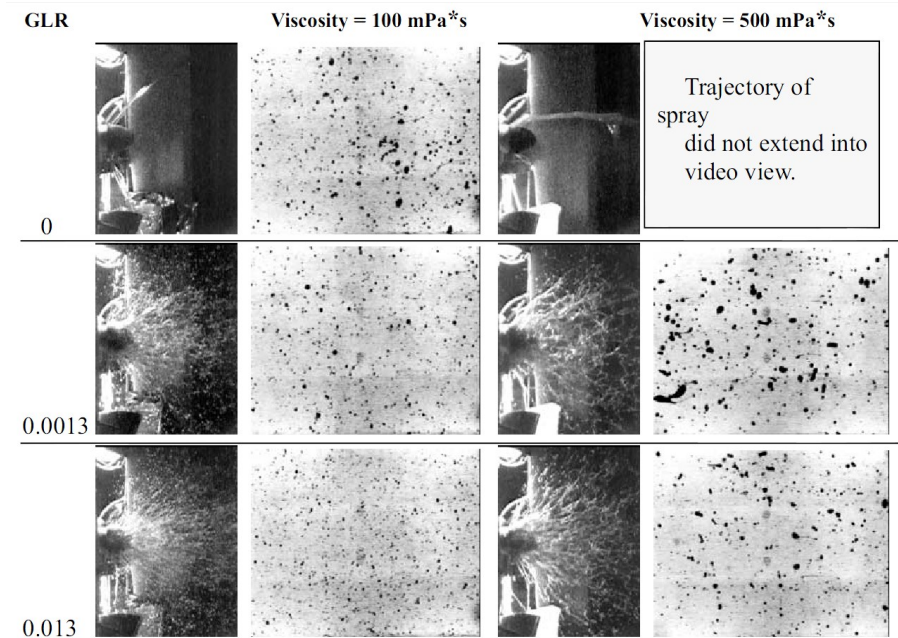 GLR Viscosity = 100 mPa*s Viscosity = 500 mPa*s
Trajectory of
spray
did not extend into
video view.
0
0.0013
0.013